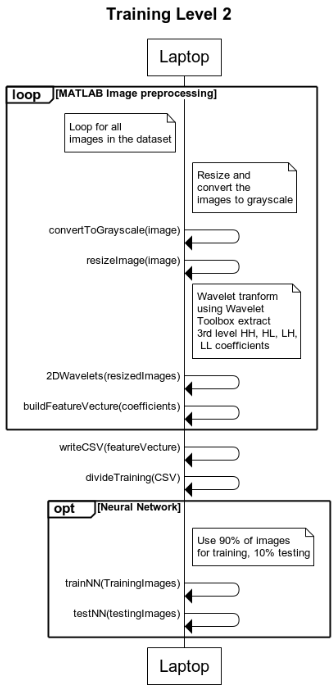 Training Level 2
Laptop
loop [MATLAB Image preprocessing]
Loop for all
images in the dataset
Resize and
convert the
images to grayscale
convertToGrayscale(image)
resizeImage(image)
Wavelet tranform
using Wavelet
Toolbox extract
3rd level HH, HL, LH,
LL coefficients
2DWavelets(resizedImages)
buildFeatureVecture(coefficients)
writeCSV(featureVecture)
divideTraining(CSV)
opt [Neural Network]
Use 90% of images
for training, 10% testing
trainNN(TrainingImages)
testNN(testingImages)
Laptop